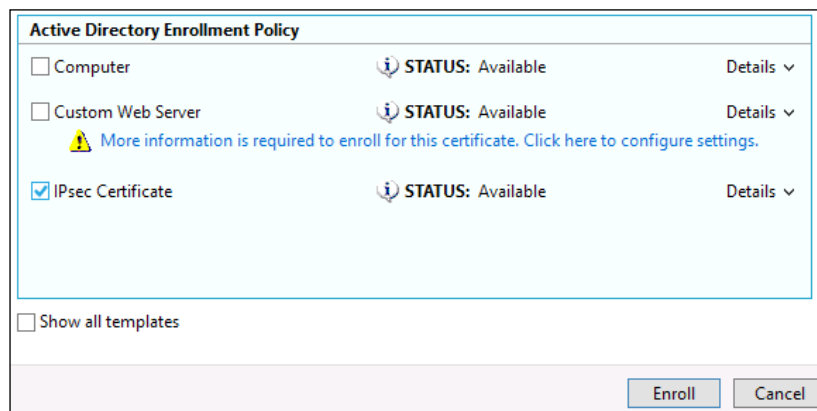 Active Directory Enrollment Policy
Computer STATUS: Available Details
Custom Web Server STATUS: Available Details
More information is required to enroll for this certificate. Click here to configure settings.
IPsec Certificate STATUS: Available Details
Show all templates
Enroll Cancel